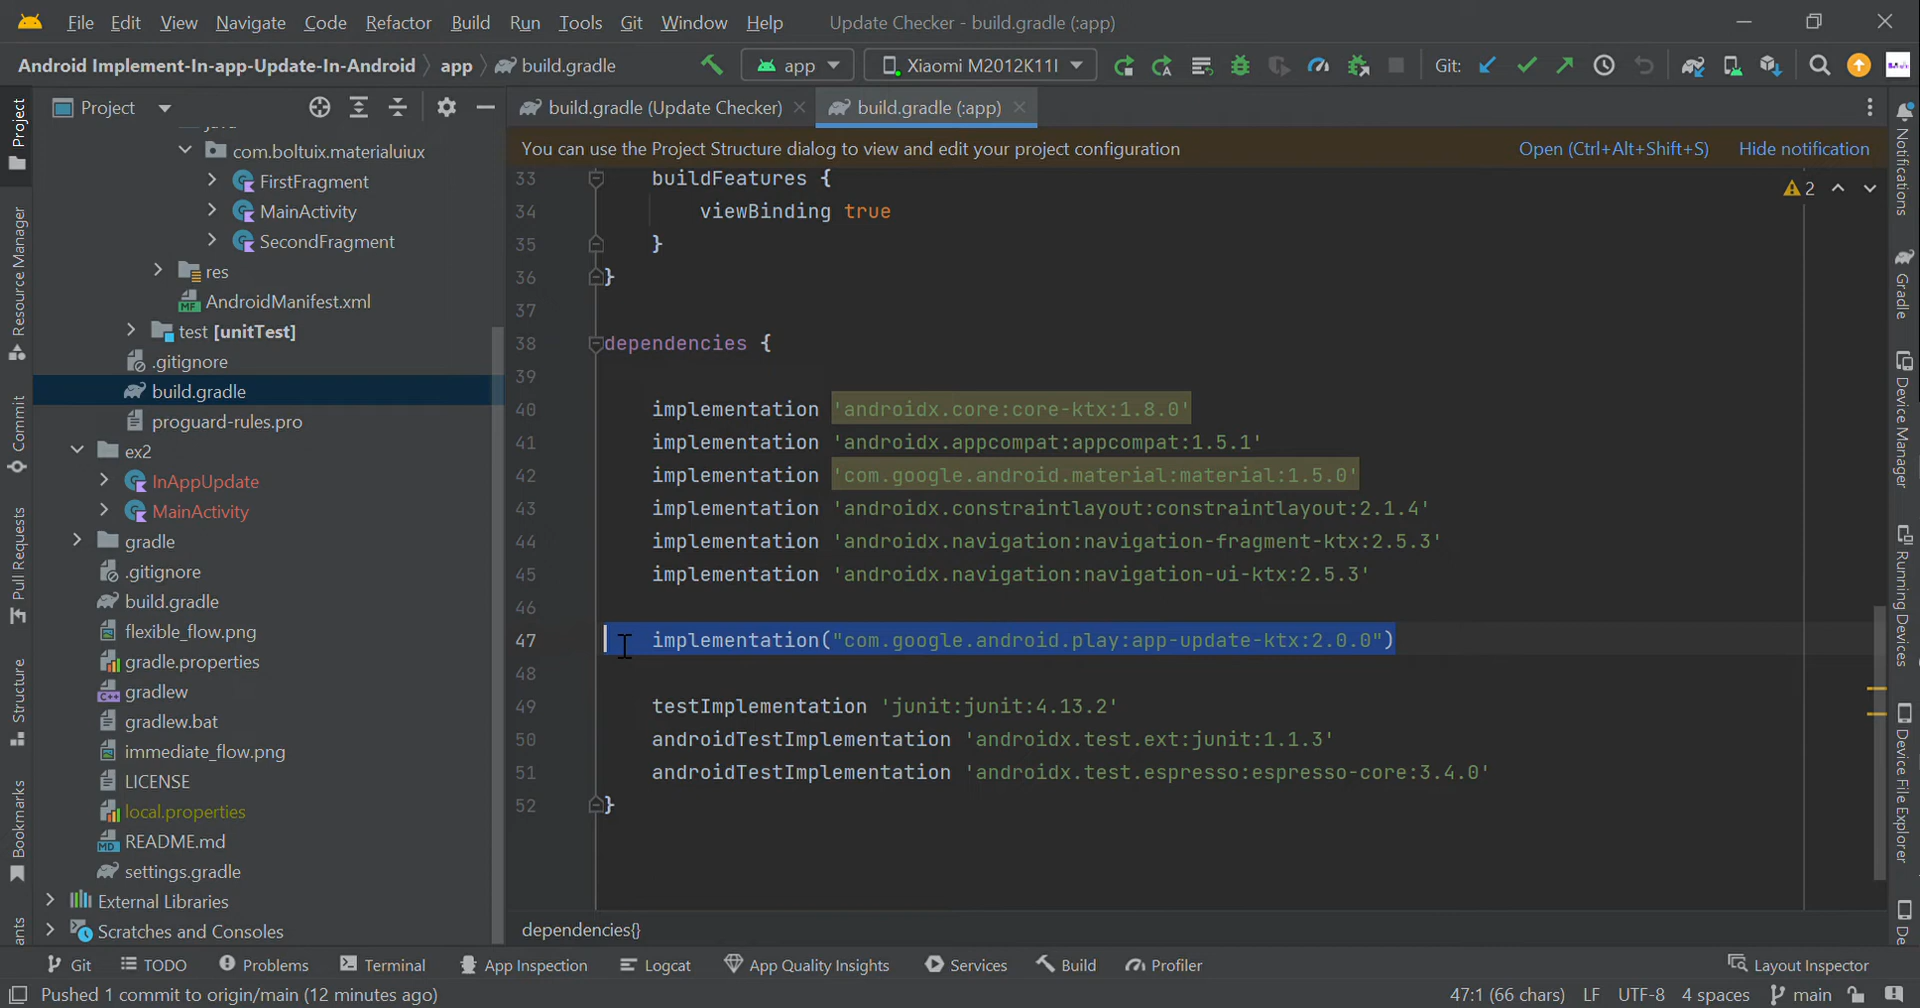 File Edit View Navigate Code Refactor Build Run Tools Git Window Help Update Checker - build.gradle (:app)
Android Implement-In-app-Update-In-Android app build.gradle app Xiaomi M2012K11I Git:
Project build.gradle (Update Checker) build.gradle (:app)
You can use the Project Structure dialog to view and edit your project configuration Open (Ctrl+Alt+Shift+S) Hide notification
Project
Resource Manager
Commit
Pull Requests
Structure
Bookmarks
ants
java
com.boltuix.materialuiux
FirstFragment
MainActivity
SecondFragment
res
AndroidManifest.xml
test [unitTest]
.gitignore
build.gradle
proguard-rules.pro
ex2
InAppUpdate
MainActivity
gradle
.gitignore
build.gradle
flexible_flow.png
gradle.properties
gradlew
gradlew.bat
immediate_flow.png
LICENSE
local.properties
README.md
settings.gradle
External Libraries
Scratches and Consoles
2
33 buildFeatures {
34 viewBinding true
35 }
36 }
37
38 dependencies {
39
40 implementation 'androidx.core:core-ktx:1.8.0'
41 implementation 'androidx.appcompat:appcompat:1.5.1'
42 implementation 'com.google.android.material:material:1.5.0'
43 implementation 'androidx.constraintlayout:constraintlayout:2.1.4'
44 implementation 'androidx.navigation:navigation-fragment-ktx:2.5.3'
45 implementation 'androidx.navigation:navigation-ui-ktx:2.5.3'
46
47 implementation("com.google.android.play:app-update-ktx:2.0.0")
48
49 testImplementation 'junit:junit:4.13.2'
50 androidTestImplementation 'androidx.test.ext:junit:1.1.3'
51 androidTestImplementation 'androidx.test.espresso:espresso-core:3.4.0'
52 }
dependencies{}
Notifications
Gradle
Device Manager
Running Devices
Device File Explorer
De
Git TODO Problems Terminal App Inspection Logcat App Quality Insights Services Build Profiler Layout Inspector
Pushed 1 commit to origin/main (12 minutes ago) 47:1 (66 chars) LF UTF-8 4 spaces main